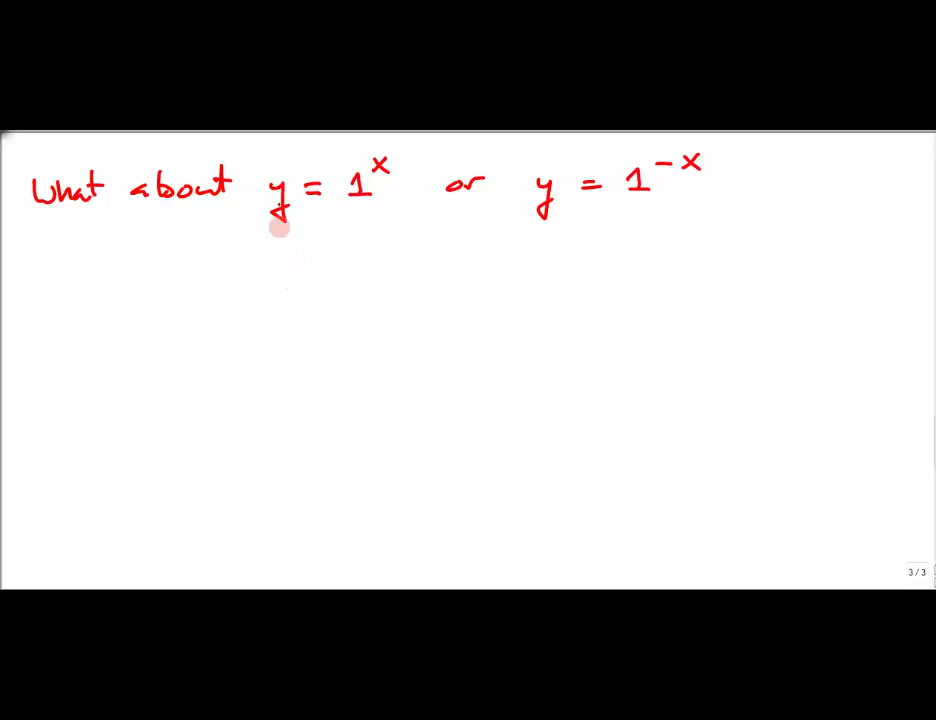 What about y = 1^x or y = 1^-x
3/3